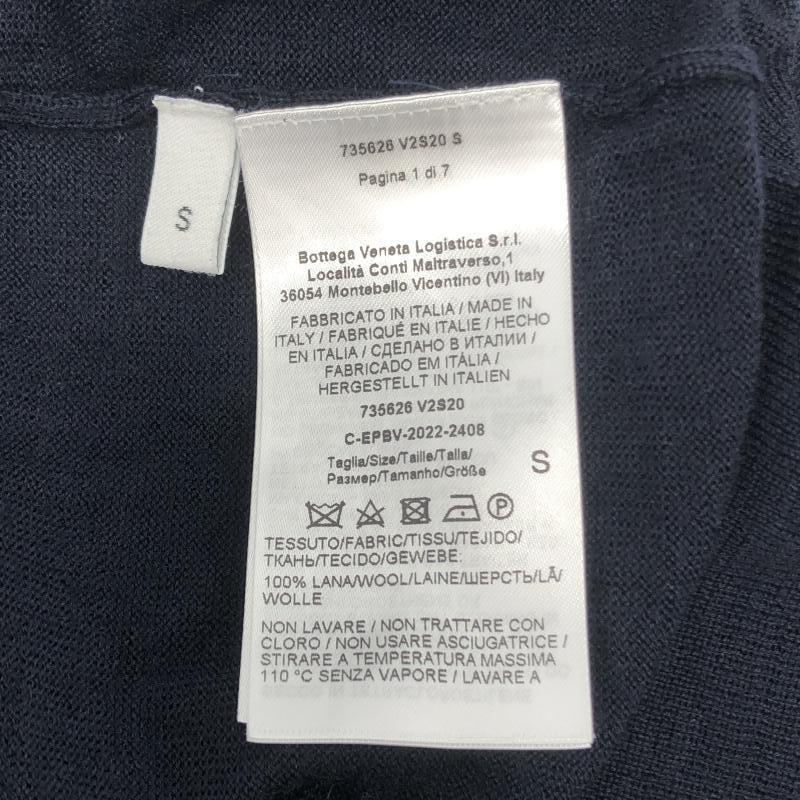 S
735626 V2S20 S
Pagina 1 di 7
Bottega Veneta Logistica S.r.l.
Località Conti Maltraverso,1
36054 Montebello Vicentino (VI) Italy
FABBRICATO IN ITALIA / MADE IN
ITALY / FABRIQUÉ EN ITALIE / HECHO
EN ITALIA / СДЕЛАНО В ИТАЛИИ /
FABRICADO EM ITÁLIA /
HERGESTELLT IN ITALIEN
735626 V2S20
C-EPBV-2022-2408
Taglia/Size/Taille/Talla/
Размер/Tamanho/Größe
S
P
TESSUTO/FABRIC/TISSU/TEJIDO/
ТКАНЬ/TECIDO/GEWEBE:
100% LANA/WOOL/LAINE/ШЕРСТЬ/LÃ/
WOLLE
NON LAVARE / NON TRATTARE CON
CLORO / NON USARE ASCIUGATRICE /
STIRARE A TEMPERATURA MASSIMA
110 °C SENZA VAPORE / LAVARE A